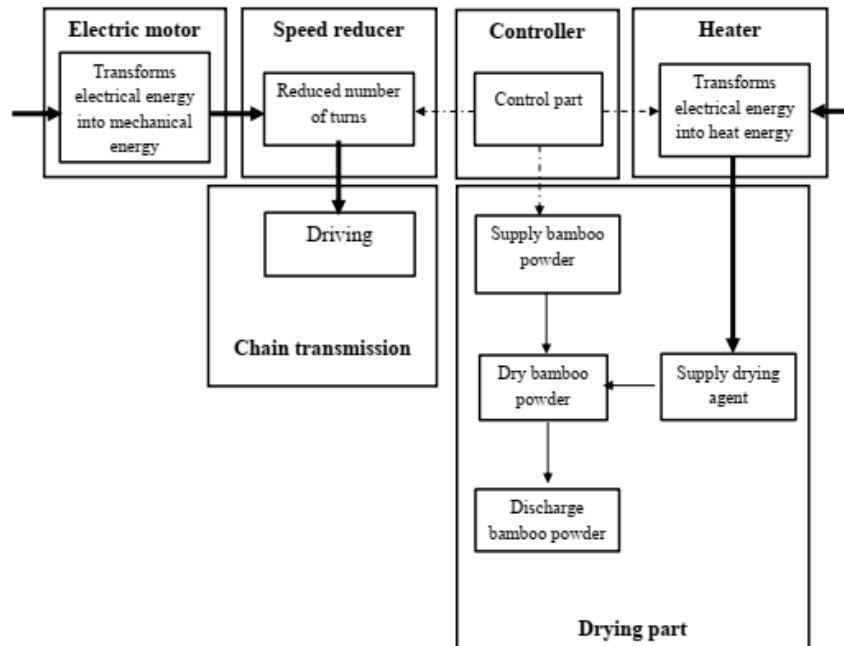 Electric motor
Transforms
electrical energy
into mechanical
energy
Speed reducer
Reduced number
of turns
Controller
Control part
Heater
Transforms
electrical energy
into heat energy
Driving
Chain transmission
Supply bamboo
powder
Dry bamboo
powder
Supply drying
agent
Discharge
bamboo powder
Drying part